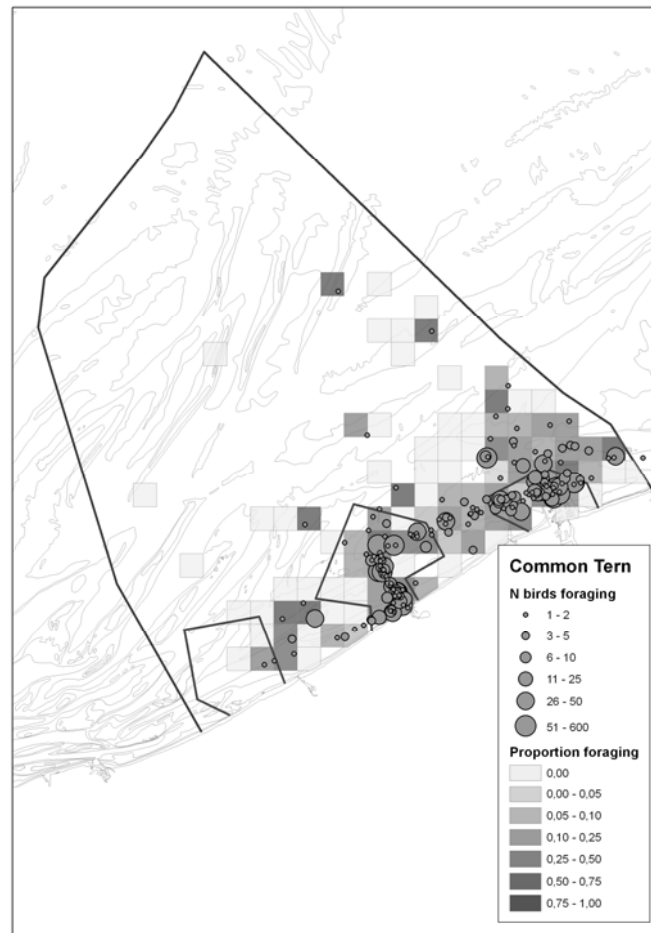 Common Tern
N birds foraging
1 - 2
3 - 5
6 - 10
11 - 25
26 - 50
51 - 600
Proportion foraging
0,00
0,00 - 0,05
0,05 - 0,10
0,10 - 0,25
0,25 - 0,50
0,50 - 0,75
0,75 - 1,00